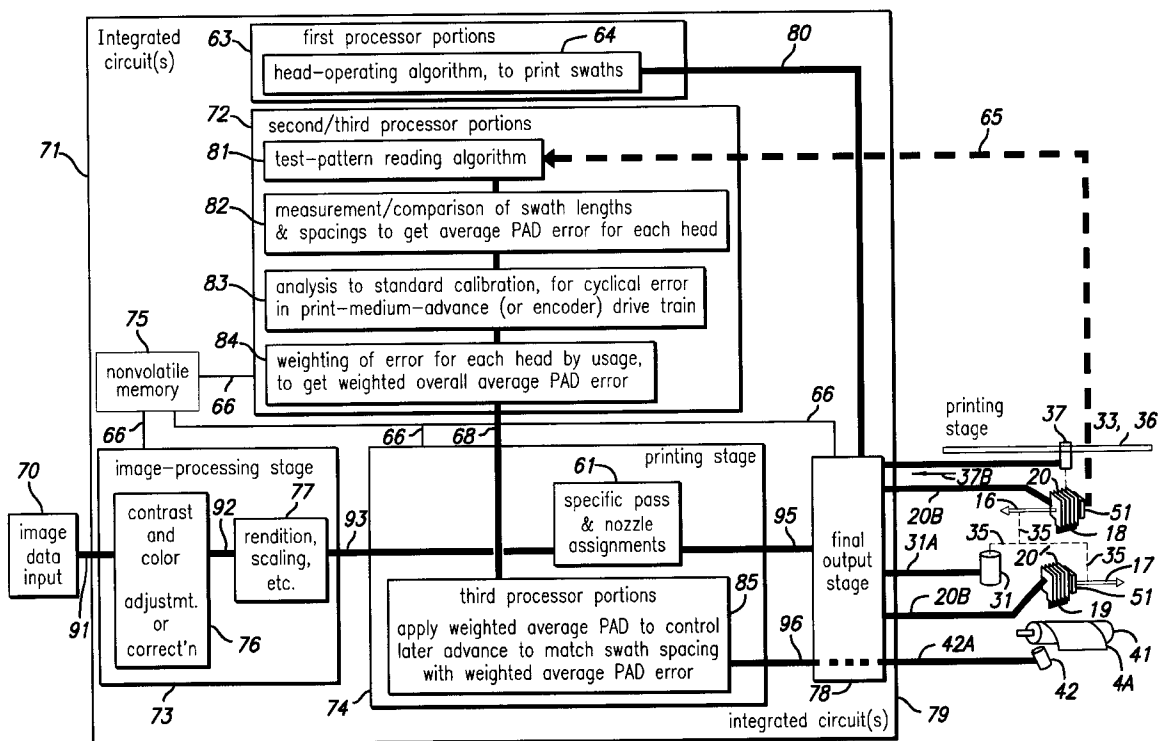 Integrated
circuit(s)
63
first processor portions
64
head-operating algorithm, to print swaths
80
71
72
second/third processor portions
81
test-pattern reading algorithm
65
82
measurement/comparison of swath lengths
& spacings to get average PAD error for each head
83
analysis to standard calibration, for cyclical error
in print-medium-advance (or encoder) drive train
84
weighting of error for each head by usage,
to get weighted overall average PAD error
75
nonvolatile
memory
66
66
66
68
66
printing
stage
37
33, 36
image-processing stage
77
61
printing stage
70
image
data
input
91
contrast
and
color
adjustmt.
or
correct'n
76
92
rendition,
scaling,
etc.
93
specific pass
& nozzle
assignments
95
final
output
stage
37B
20
16
51
20B
18
35
35
31A
20
35
17
31
51
20B
19
third processor portions
85
apply weighted average PAD to control
later advance to match swath spacing
with weighted average PAD error
96
42A
41
42
4A
73
74
78
integrated circuit(s)
79